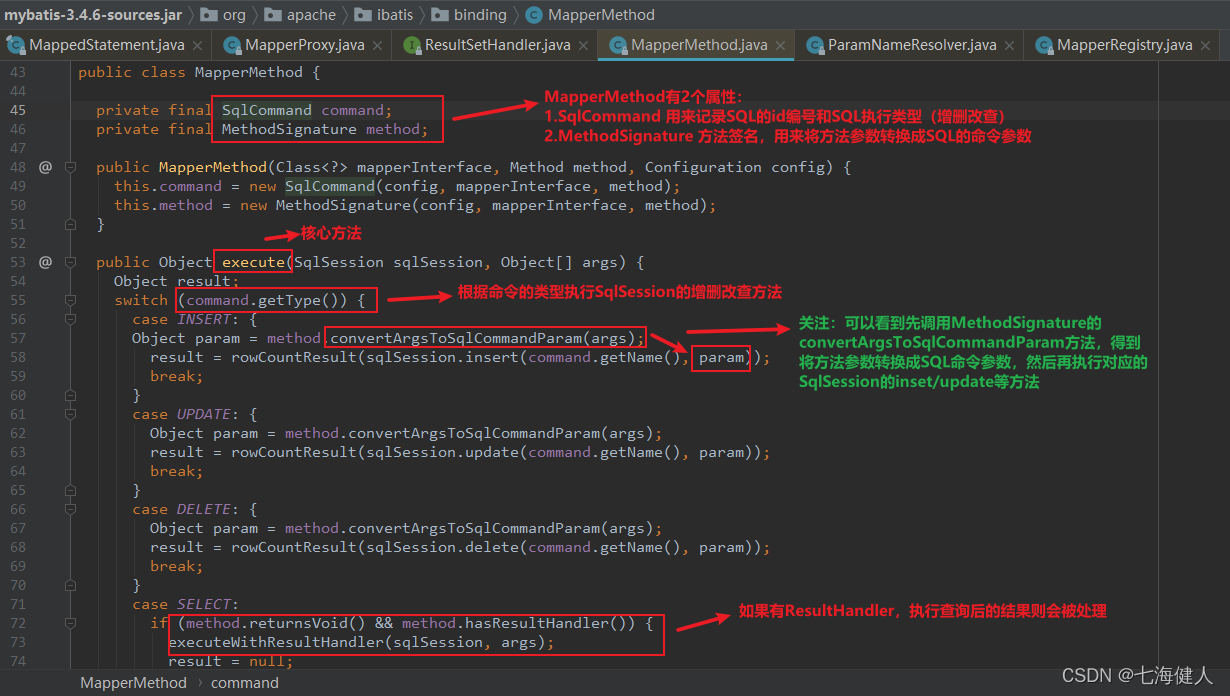 mybatis-3.4.6-sources.jar org apache ibatis binding MapperMethod
MappedStatement.java MapperProxy.java ResultSetHandler.java MapperMethod.java ParamNameResolver.java MapperRegistry.java
43 public class MapperMethod {
44
45 private final SqlCommand command;
46 private final MethodSignature method;
MapperMethod有2个属性：
1.SqlCommand 用来记录SQL的id编号和SQL执行类型（增删改查）
2.MethodSignature 方法签名，用来将方法参数转换成SQL的命令参数
47
48 @ public MapperMethod(Class<?> mapperInterface, Method method, Configuration config) {
49 this.command = new SqlCommand(config, mapperInterface, method);
50 this.method = new MethodSignature(config, mapperInterface, method);
51 }
52
核心方法
53 @ public Object execute(SqlSession sqlSession, Object[] args) {
54 Object result;
55 switch (command.getType()) {
根据命令的类型执行SqlSession的增删改查方法
56 case INSERT: {
57 Object param = method.convertArgsToSqlCommandParam(args);
58 result = rowCountResult(sqlSession.insert(command.getName(), param));
59 break;
关注：可以看到先调用MethodSignature的
convertArgsToSqlCommandParam方法，得到
将方法参数转换成SQL命令参数，然后再执行对应的
SqlSession的inset/update等方法
60 }
61 case UPDATE: {
62 Object param = method.convertArgsToSqlCommandParam(args);
63 result = rowCountResult(sqlSession.update(command.getName(), param));
64 break;
65 }
66 case DELETE: {
67 Object param = method.convertArgsToSqlCommandParam(args);
68 result = rowCountResult(sqlSession.delete(command.getName(), param));
69 break;
70 }
71 case SELECT:
72 if (method.returnsVoid() && method.hasResultHandler()) {
如果有ResultHandler，执行查询后的结果则会被处理
73 executeWithResultHandler(sqlSession, args);
74 result = null;
MapperMethod › command
CSDN @七海健人